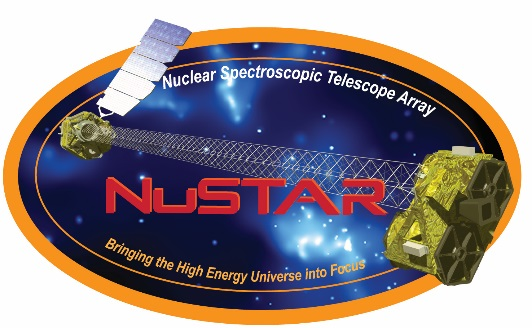 Nuclear Spectroscopic Telescope Array
NuSTAR
Bringing the High Energy Universe into Focus